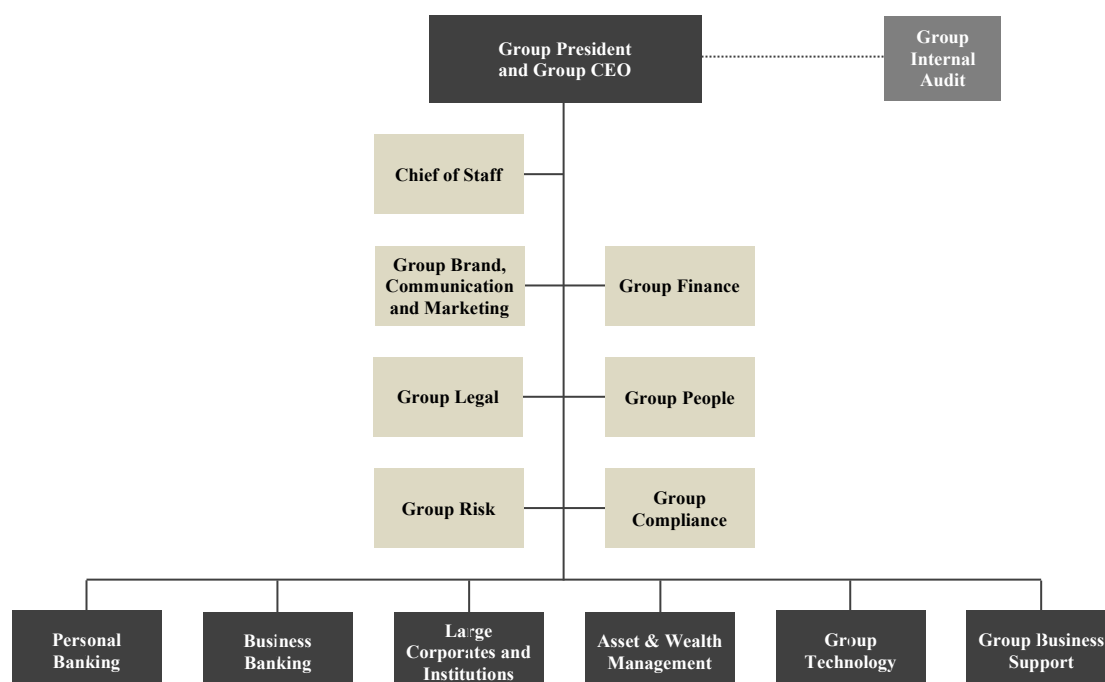 Group President
and Group CEO
Group
Internal
Audit
Chief of Staff
Group Brand,
Communication
and Marketing
Group Finance
Group Legal
Group People
Group Risk
Group
Compliance
Personal
Banking
Business
Banking
Large
Corporates and
Institutions
Asset & Wealth
Management
Group
Technology
Group Business
Support